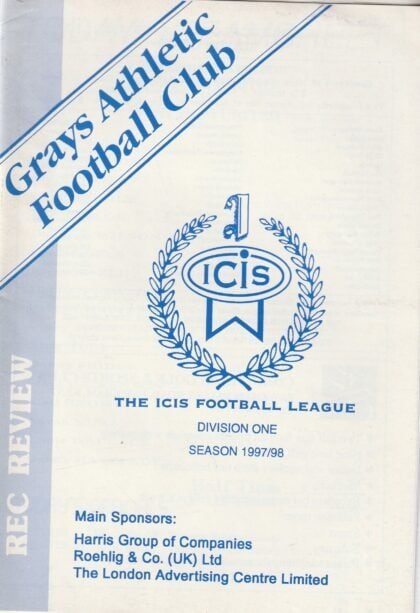 Grays Athletic
Football Club
I
ICIS
THE ICIS FOOTBALL LEAGUE
DIVISION ONE
SEASON 1997/98
REC REVIEW
Main Sponsors:
Harris Group of Companies
Roehlig & Co. (UK) Ltd
The London Advertising Centre Limited